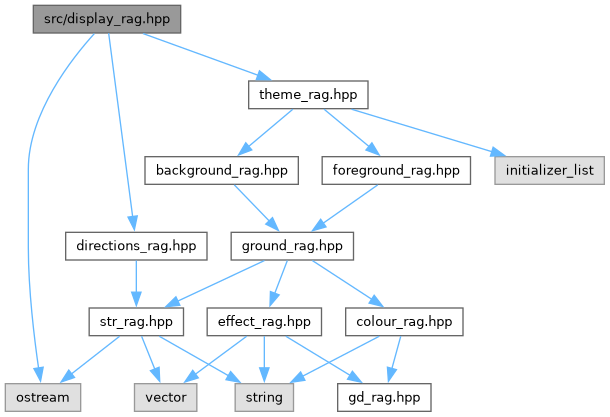 src/display_rag.hpp
theme_rag.hpp
background_rag.hpp
foreground_rag.hpp
initializer_list
directions_rag.hpp
ground_rag.hpp
str_rag.hpp
effect_rag.hpp
colour_rag.hpp
ostream
vector
string
gd_rag.hpp